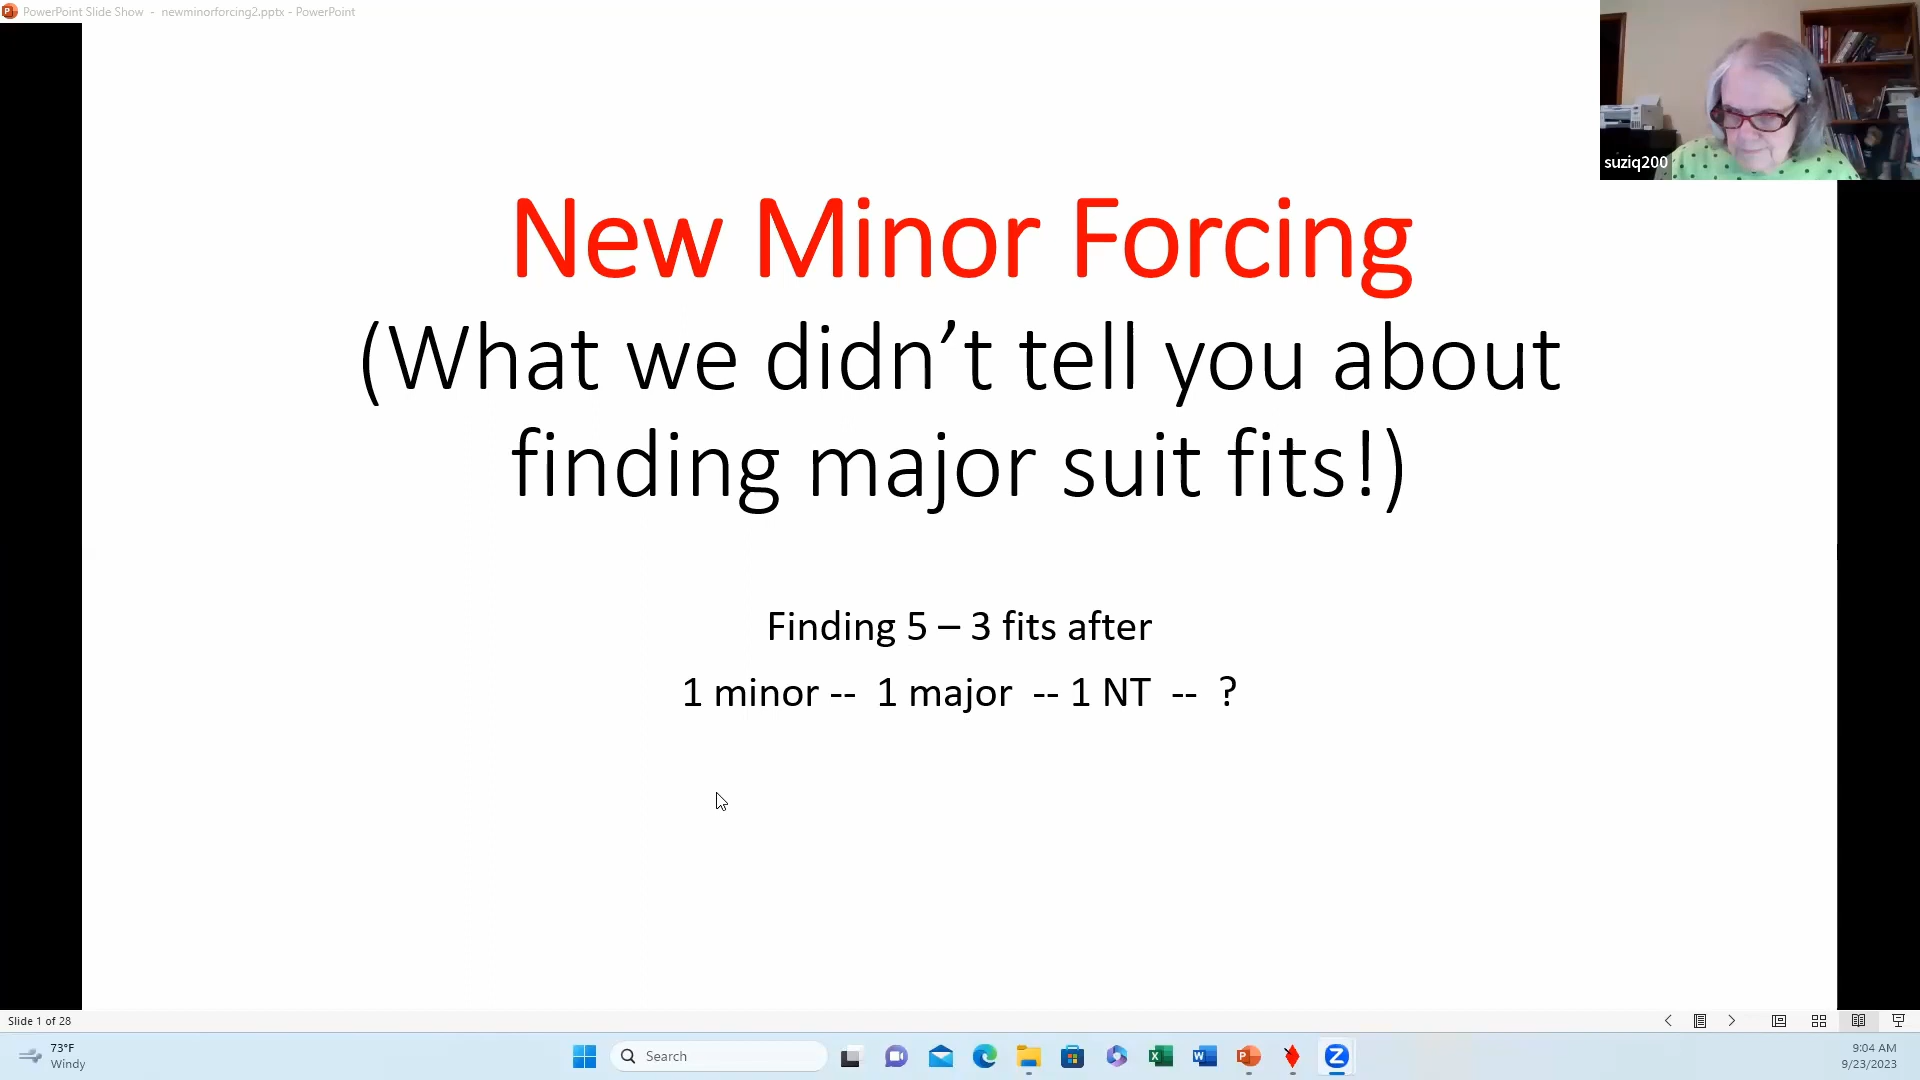 PowerPoint Slide Show - newminorforcing2.pptx - PowerPoint
suziq200
New Minor Forcing
(What we didn’t tell you about
finding major suit fits!)
Finding 5 – 3 fits after
1 minor -- 1 major -- 1 NT -- ?
Slide 1 of 28
73°F
Windy
Search
9:04 AM
9/23/2023